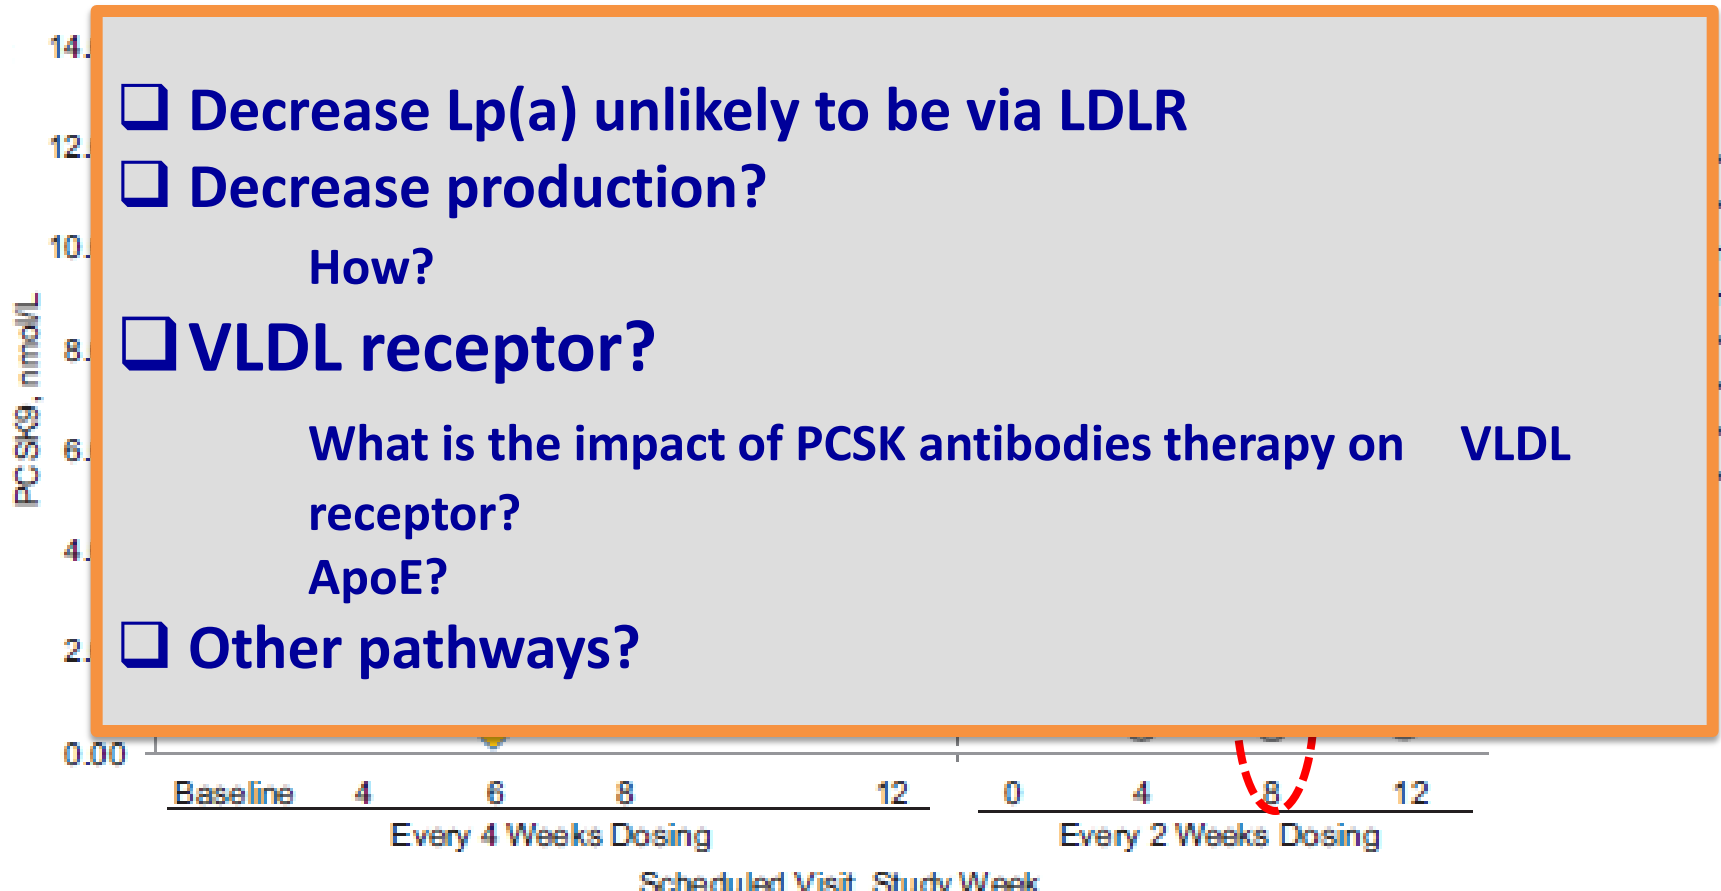 14.
12.
10.
8.
6.
4.
2.
0.00
PCSK9, nmol/L
Decrease Lp(a) unlikely to be via LDLR
Decrease production?
How?
VLDL receptor?
What is the impact of PCSK antibodies therapy on VLDL
receptor?
ApoE?
Other pathways?
Baseline 4 6 8 12 0 4 8 12
Every 4 Weeks Dosing Every 2 Weeks Dosing
Scheduled Visit, Study Week